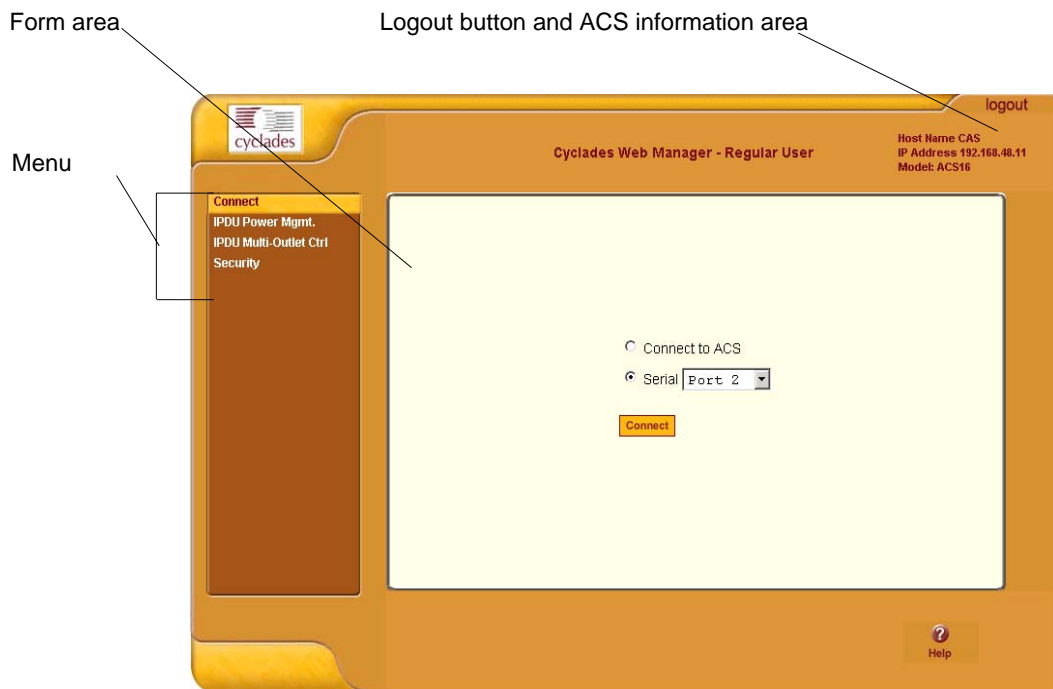 Form area
Logout button and ACS information area
logout
cyclades
Cyclades Web Manager - Regular User
Host Name CAS
IP Address 192.168.48.11
Model: ACS16
Menu
Connect
IPDU Power Mgmt.
IPDU Multi-Outlet Ctrl
Security
Connect to ACS
Serial Port 2
Connect
?
Help